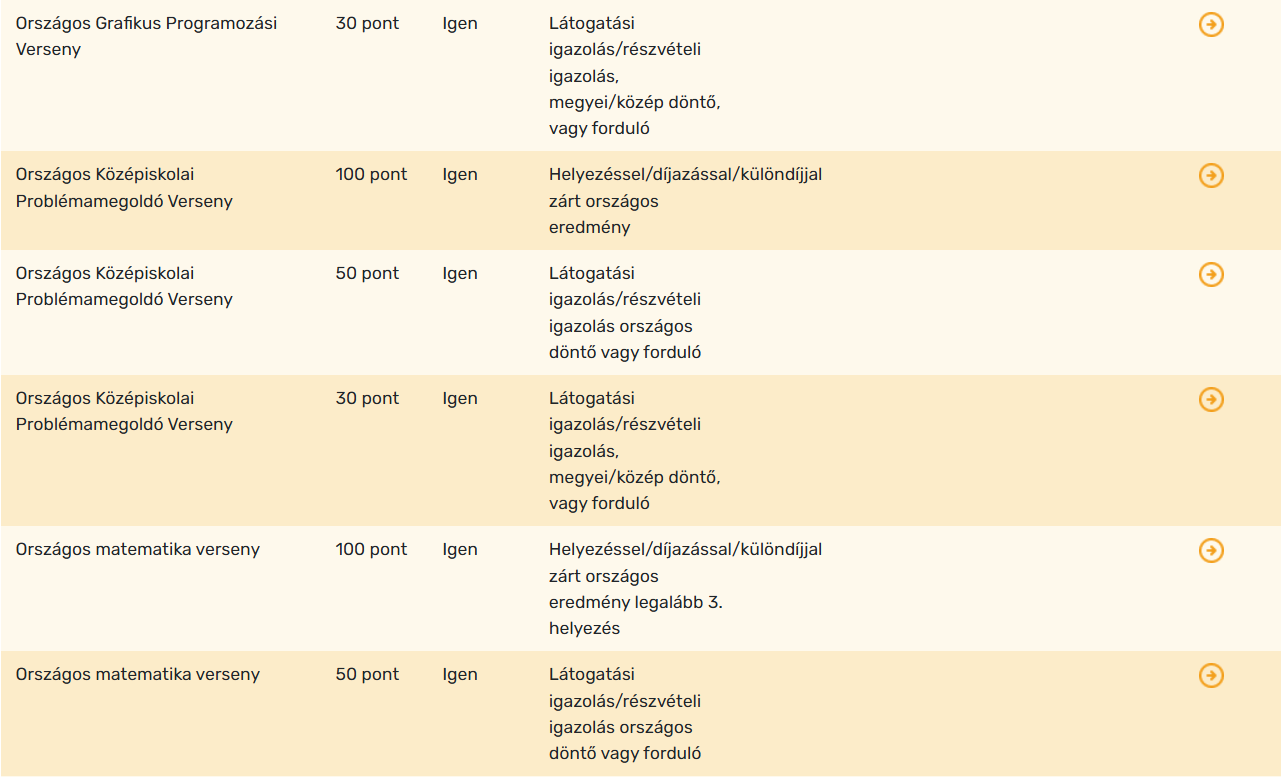 Országos Grafikus Programozási
Verseny
30 pont
Igen
Látogatási
igazolás/részvételi
igazolás,
megyei/közép döntő,
vagy forduló
Országos Középiskolai
Problémamegoldó Verseny
100 pont
Igen
Helyezéssel/díjazással/különdíjjal
zárt országos
eredmény
Országos Középiskolai
Problémamegoldó Verseny
50 pont
Igen
Látogatási
igazolás/részvételi
igazolás országos
döntő vagy forduló
Országos Középiskolai
Problémamegoldó Verseny
30 pont
Igen
Látogatási
igazolás/részvételi
igazolás,
megyei/közép döntő,
vagy forduló
Országos matematika verseny
100 pont
Igen
Helyezéssel/díjazással/különdíjjal
zárt országos
eredmény legalább 3.
helyezés
Országos matematika verseny
50 pont
Igen
Látogatási
igazolás/részvételi
igazolás országos
döntő vagy forduló